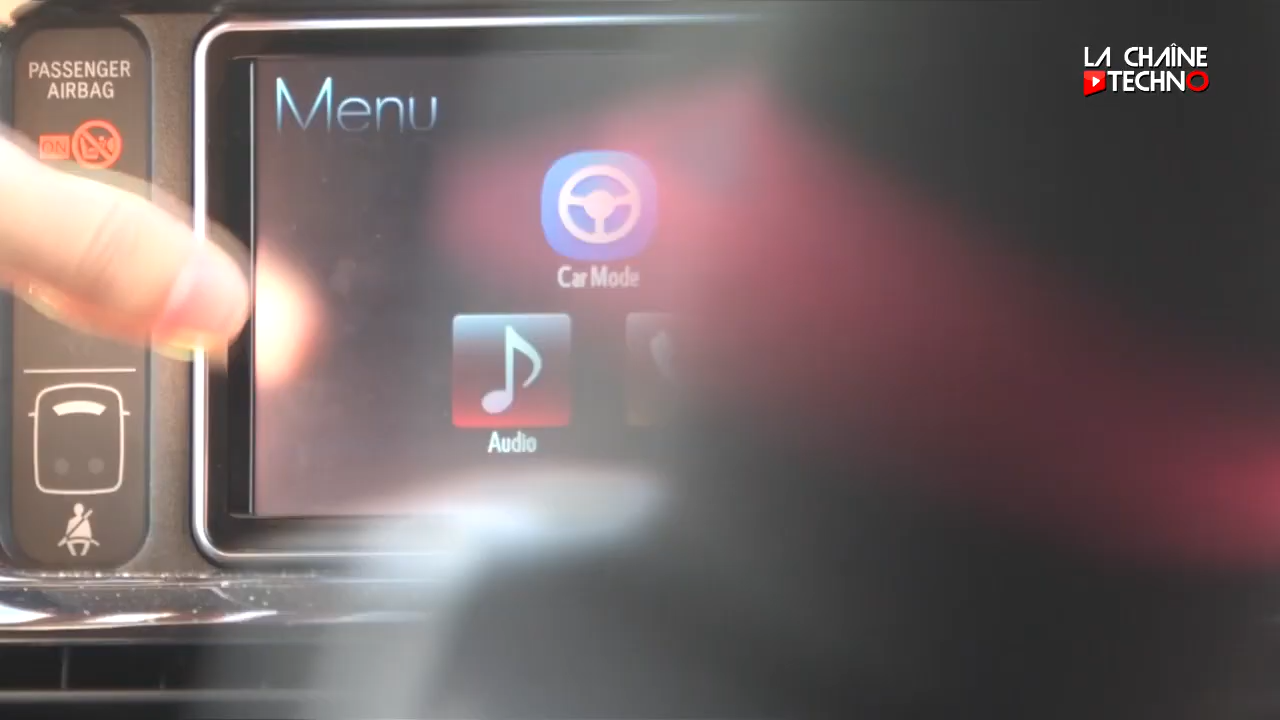 PASSENGER
AIRBAG
ON
Menu
Car Mode
Audio
LA CHAÎNE
TECHNO